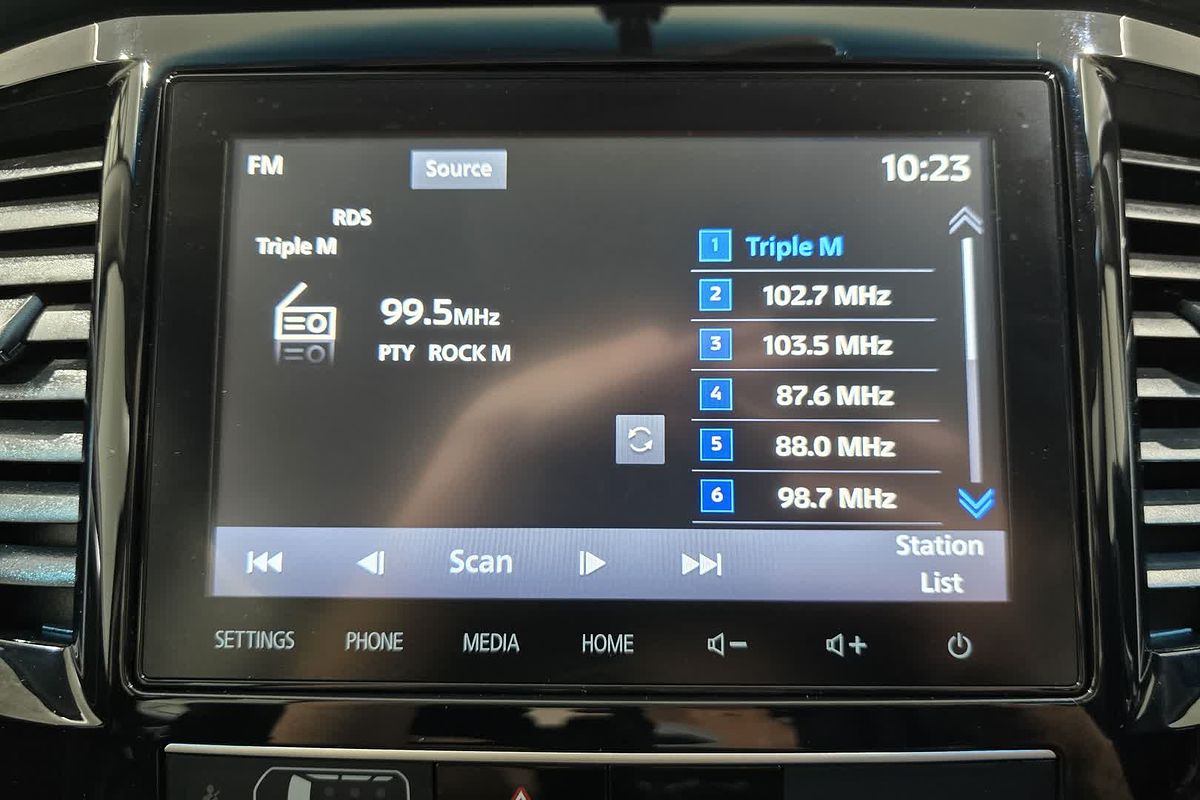 FM Source 10:23
RDS
Triple M
99.5MHz
PTY ROCK M
1 Triple M
2 102.7 MHz
3 103.5 MHz
4 87.6 MHz
5 88.0 MHz
6 98.7 MHz
Scan
Station
List
SETTINGS PHONE MEDIA HOME